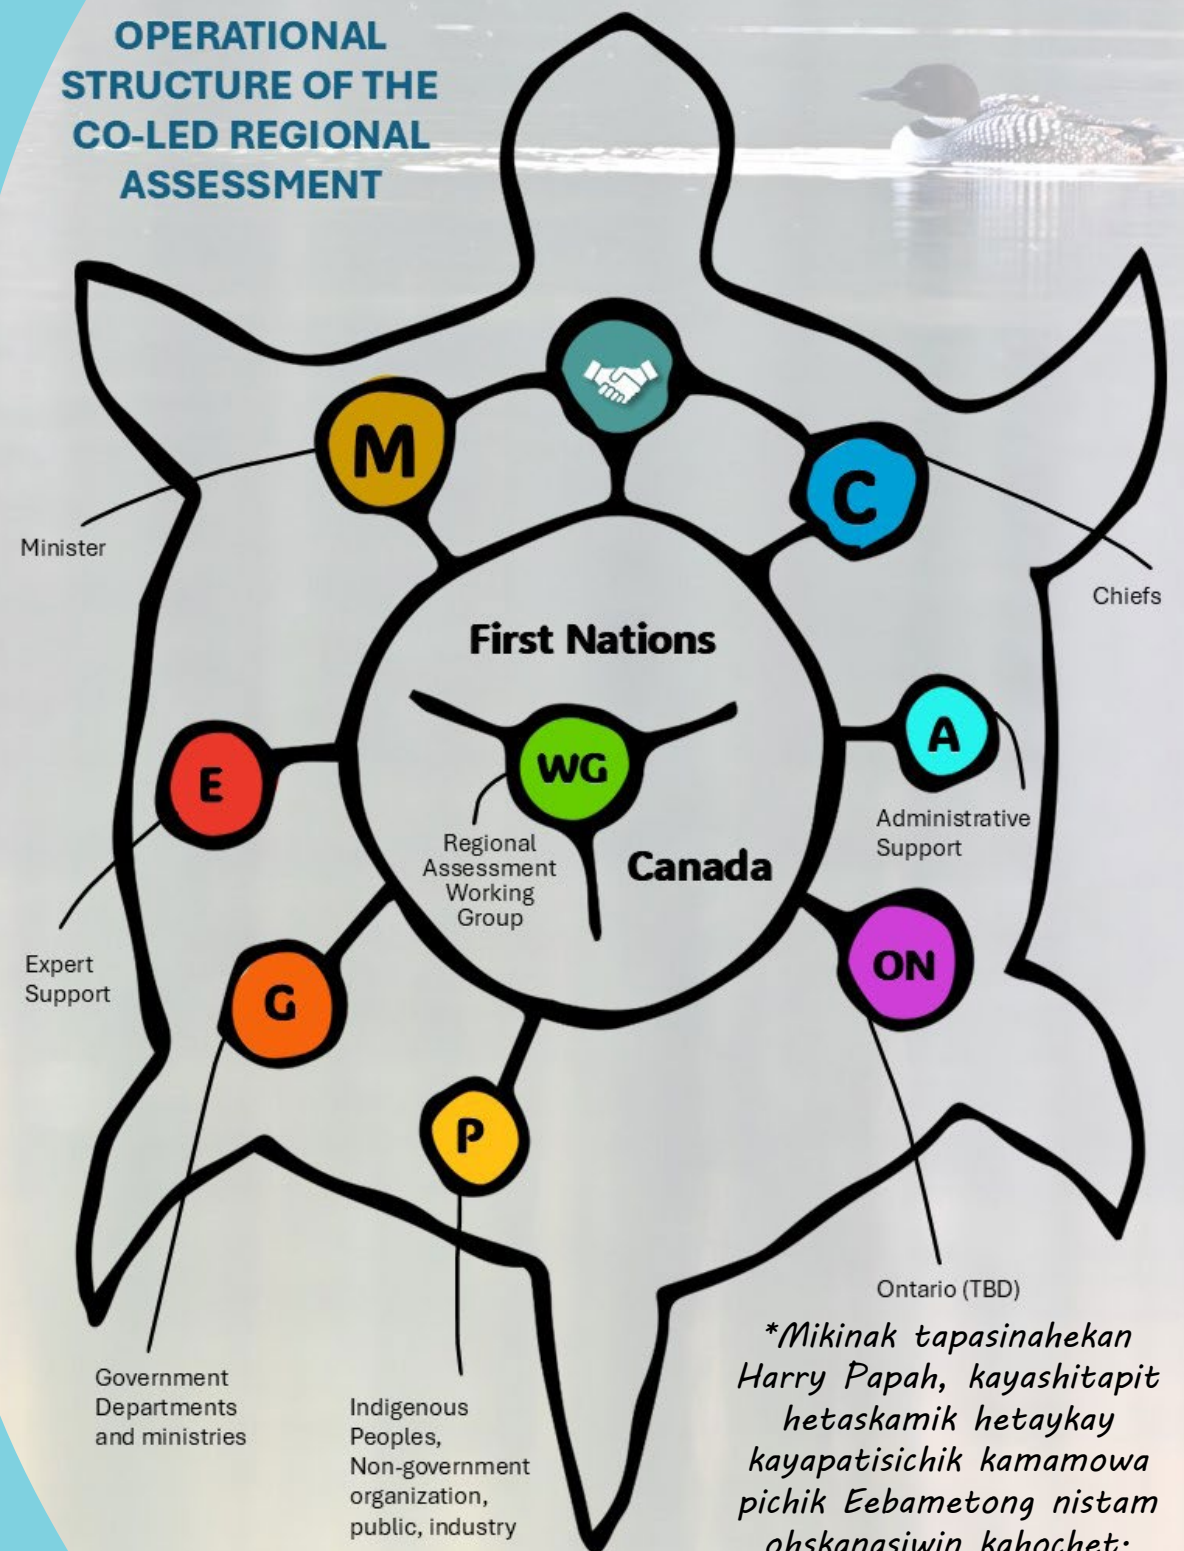 OPERATIONAL
STRUCTURE OF THE
CO-LED REGIONAL
ASSESSMENT
M
C
Minister
Chiefs
First Nations
WG
A
E
Regional
Assessment
Working
Group
Canada
Administrative
Support
ON
Expert
Support
G
P
Ontario (TBD)
Government
Departments
and ministries
Indigenous
Peoples,
Non-government
organization,
public, industry
*Mikinak tapasinahekan
Harry Papah, kayashitapit
hetaskamik hetaykay
kayapatisichik kamamowa
pichik Eebametong nistam
ohskanasiwin kahochet;